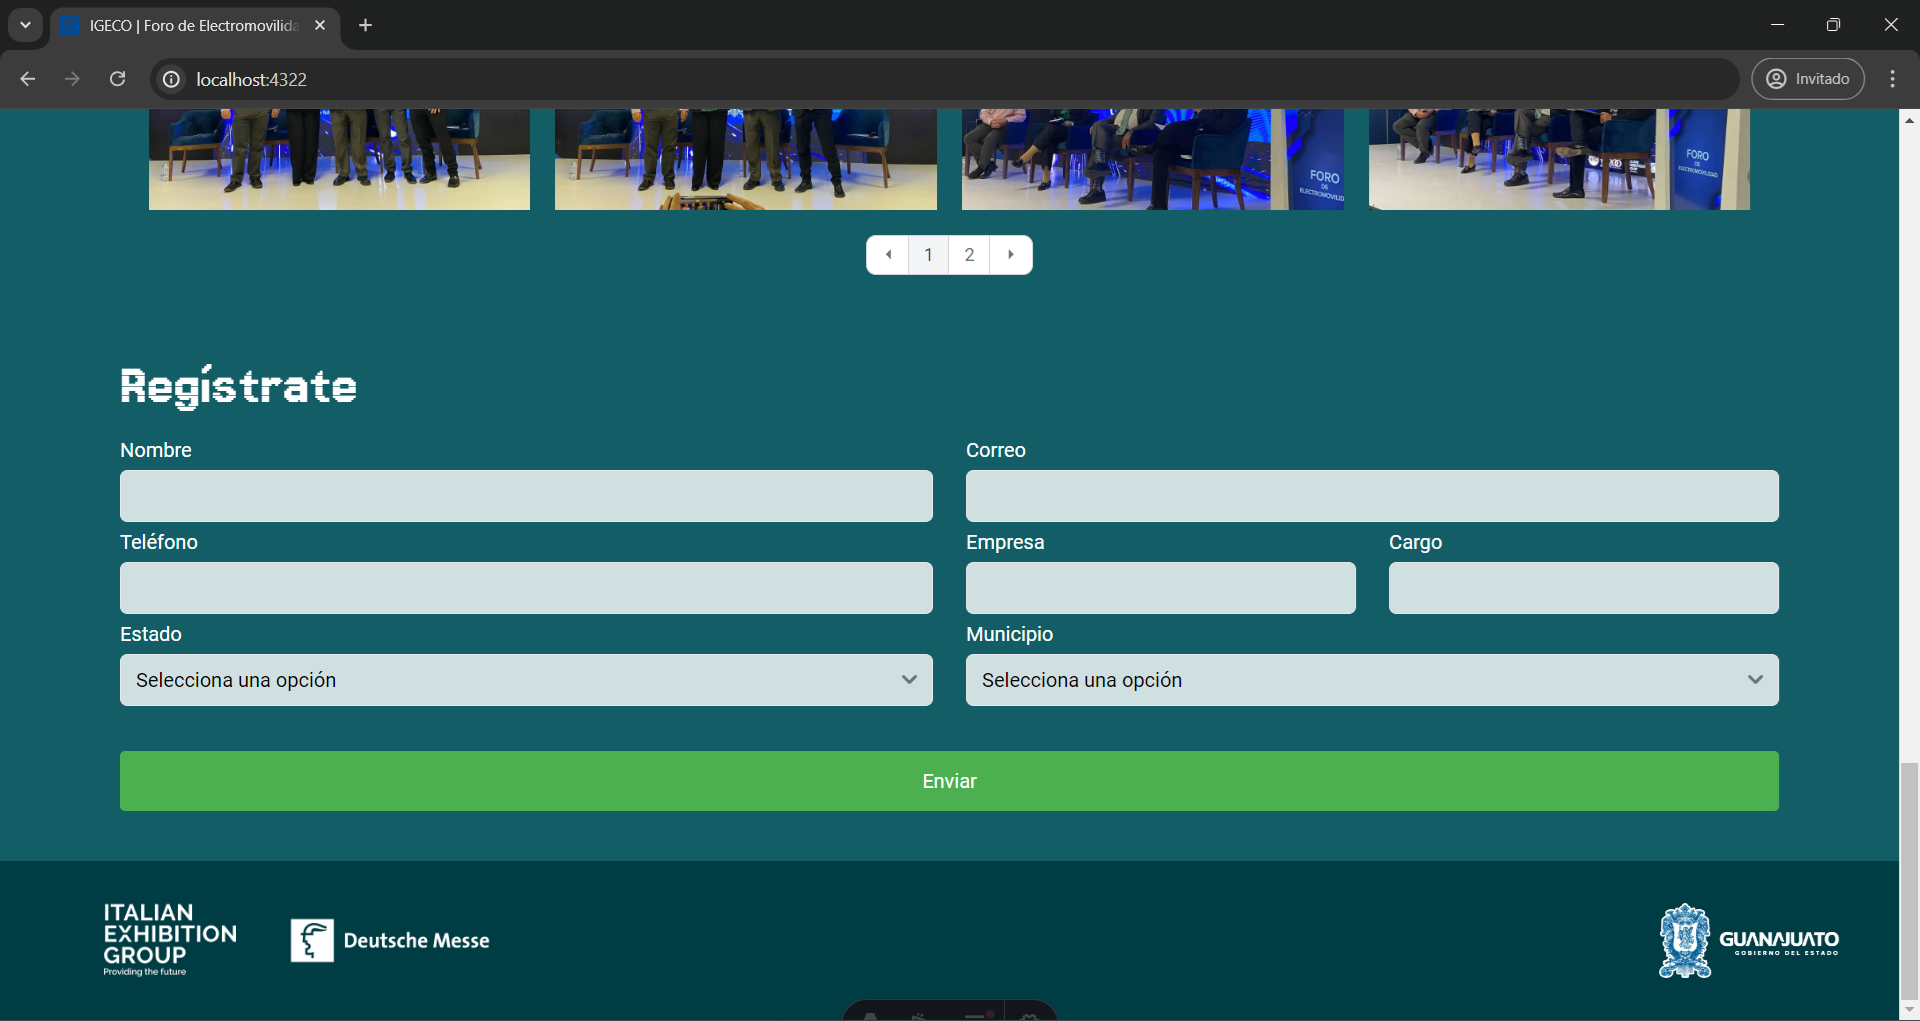 IGECO | Foro de Electromovilida
localhost:4322
Invitado
FORO
DE
ELECTROMOVILID
FORO
DE
ELECTROMOVILIDAD
1
2
Regístrate
Nombre
Correo
Teléfono
Empresa
Cargo
Estado
Municipio
Selecciona una opción
Selecciona una opción
Enviar
ITALIAN
EXHIBITION
GROUP
Providing the future
Deutsche Messe
GUANAJUATO
GOBIERNO DEL ESTADO